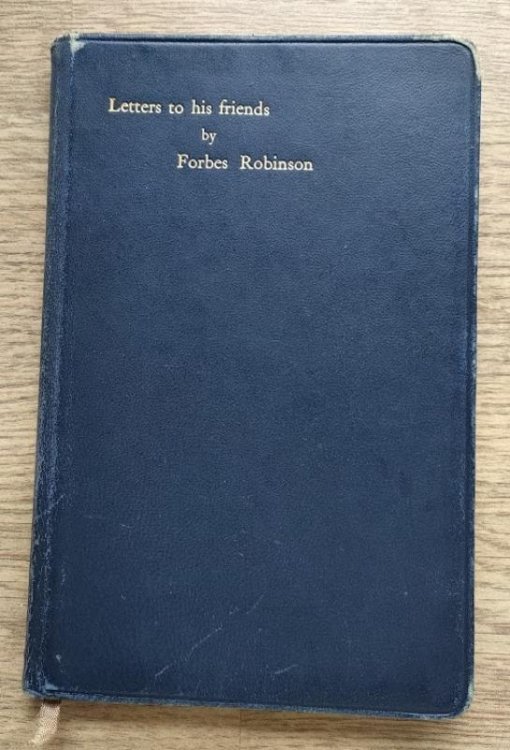 Letters to his friends
by
Forbes Robinson